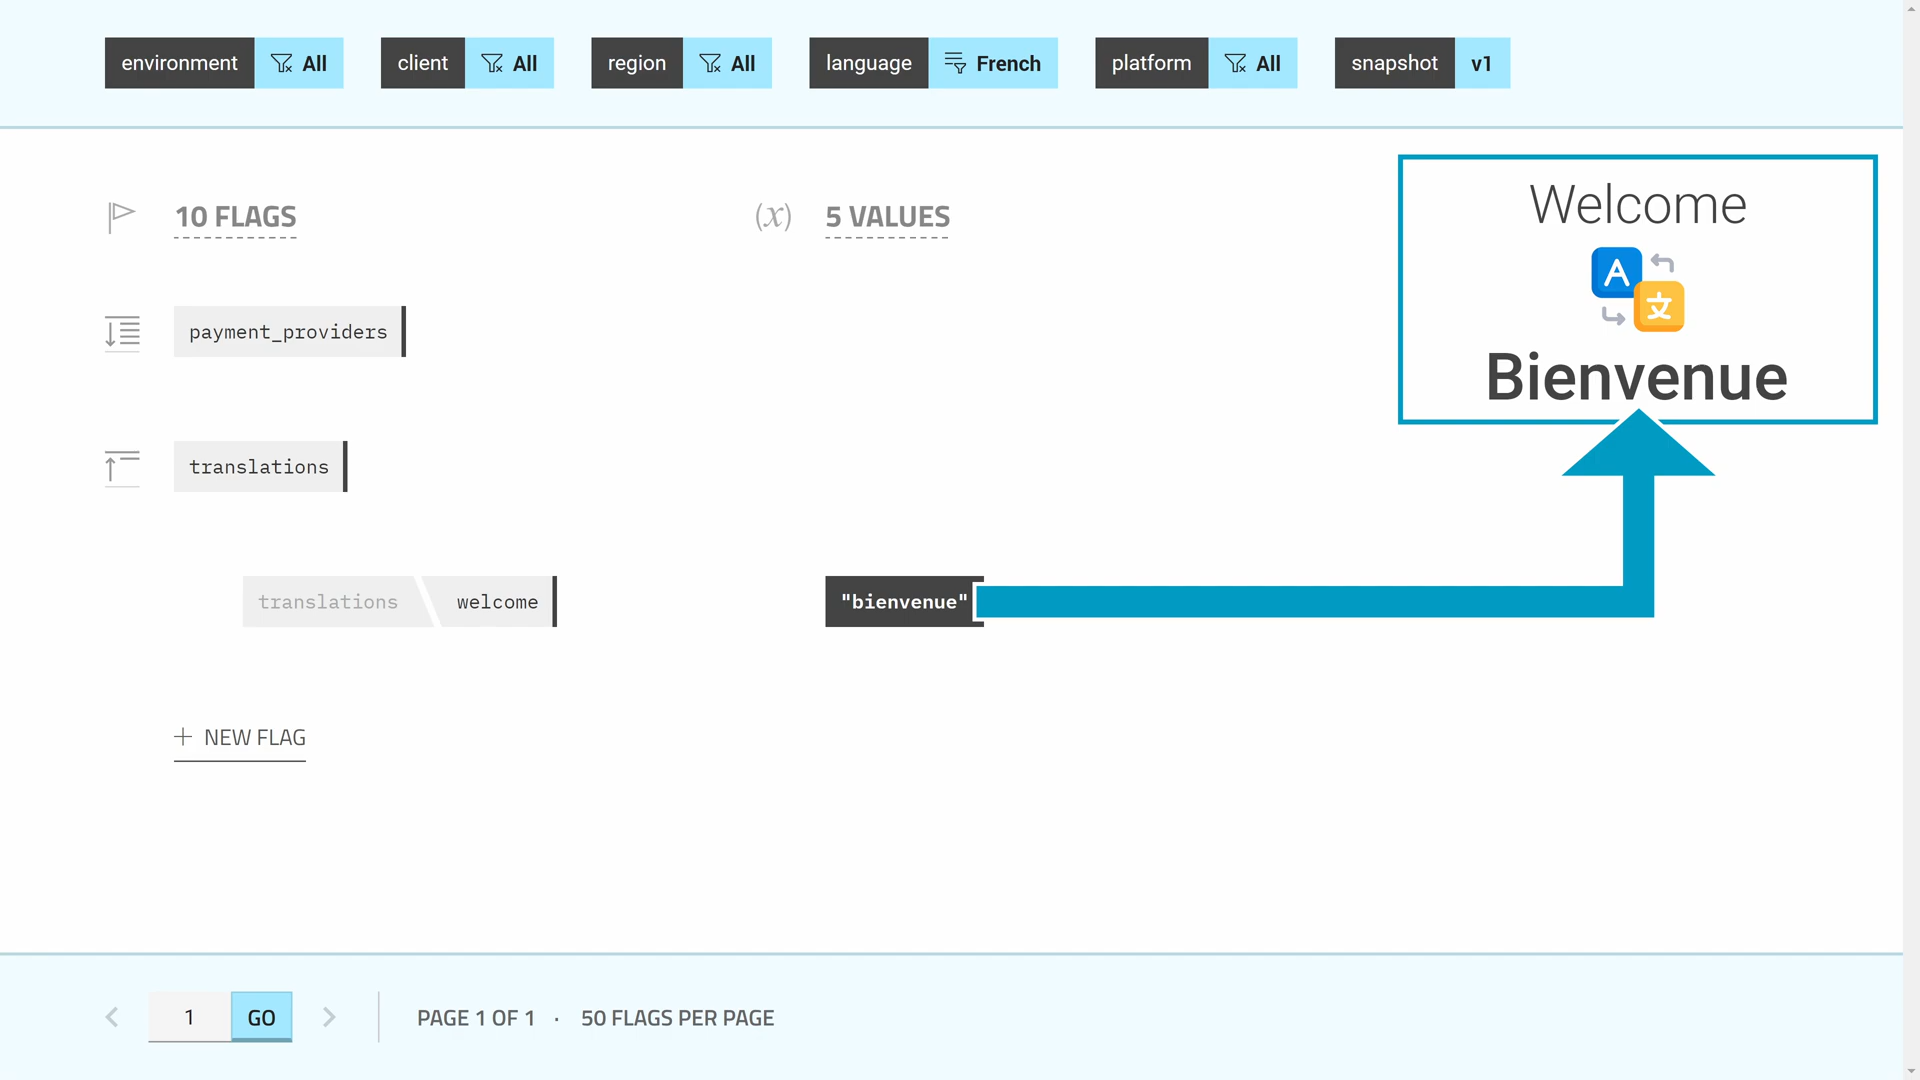 environment All client All region All language French platform All snapshot v1
10 FLAGS (x) 5 VALUES
Welcome
A
文
Bienvenue
payment_providers
translations
translations welcome "bienvenue"
+ NEW FLAG
1 GO PAGE 1 OF 1 · 50 FLAGS PER PAGE